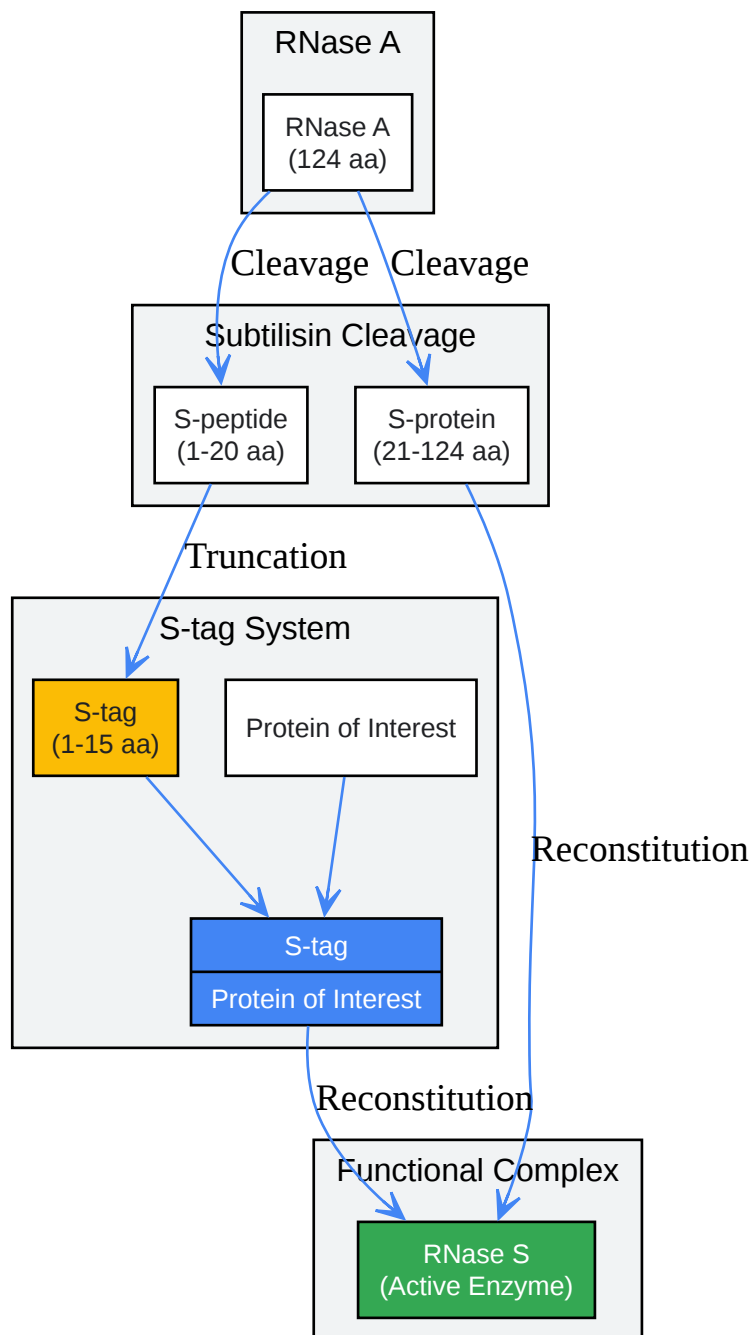 RNase A
RNase A
(124 aa)
Cleavage
Cleavage
Subtilisin Cleavage
S-peptide
(1-20 aa)
S-protein
(21-124 aa)
Truncation
S-tag System
S-tag
(1-15 aa)
Protein of Interest
Reconstitution
S-tag
Protein of Interest
Reconstitution
Functional Complex
RNase S
(Active Enzyme)